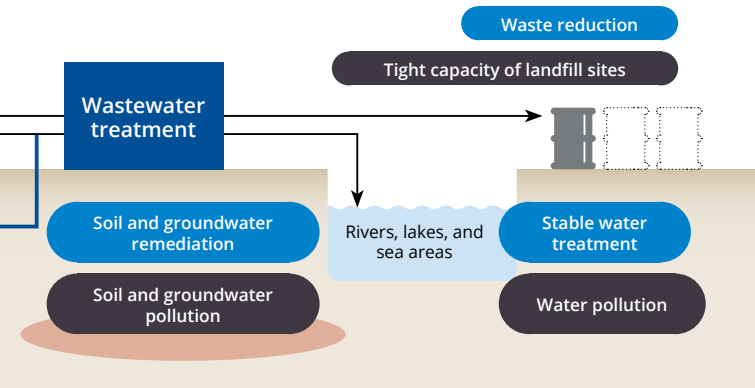 Waste reduction
Tight capacity of landfill sites
Wastewater
treatment
Soil and groundwater
remediation
Rivers, lakes, and
sea areas
Stable water
treatment
Soil and groundwater
pollution
Water pollution